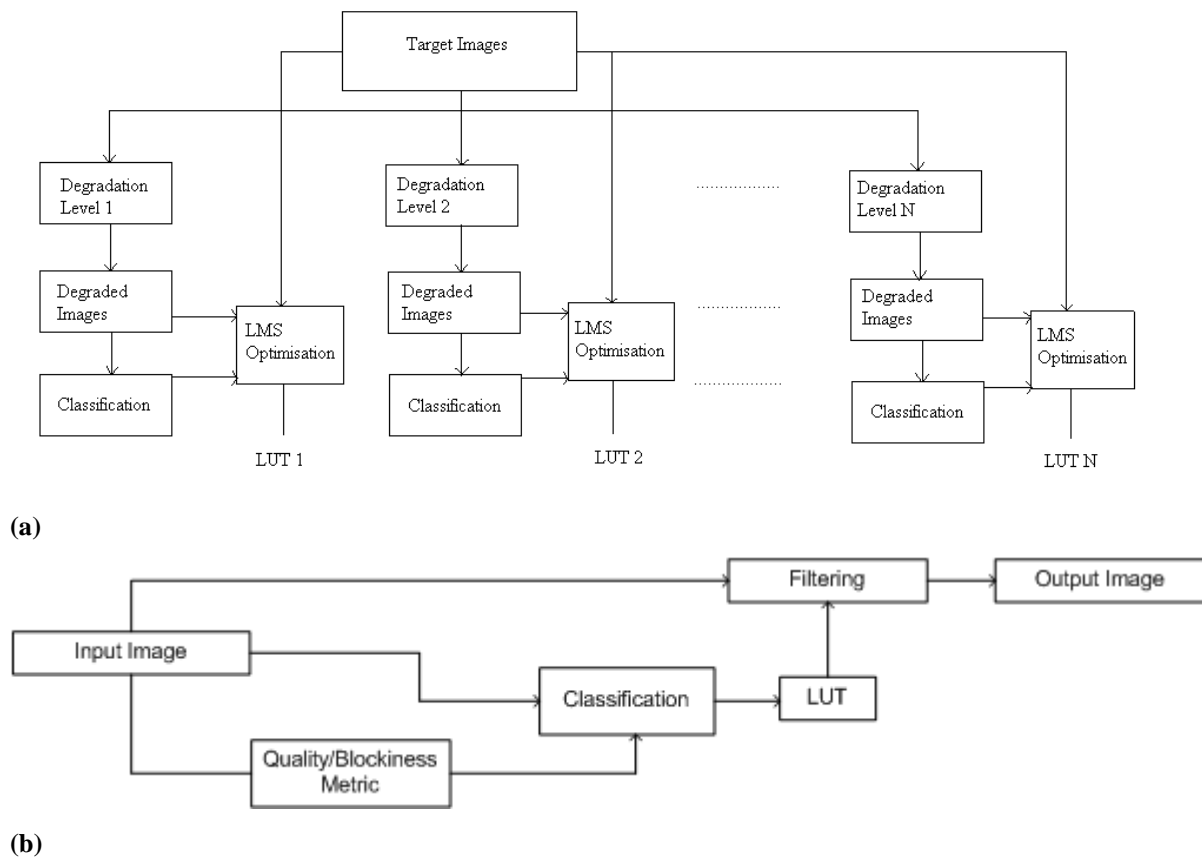 Target Images
Degradation
Level 1
Degradation
Level 2
....................
Degradation
Level N
Degraded
Images
LMS
Optimisation
Degraded
Images
LMS
Optimisation
....................
Degraded
Images
LMS
Optimisation
Classification
Classification
....................
Classification
LUT 1
LUT 2
LUT N
(a)
Filtering
Output Image
Input Image
Classification
LUT
Quality/Blockiness
Metric
(b)